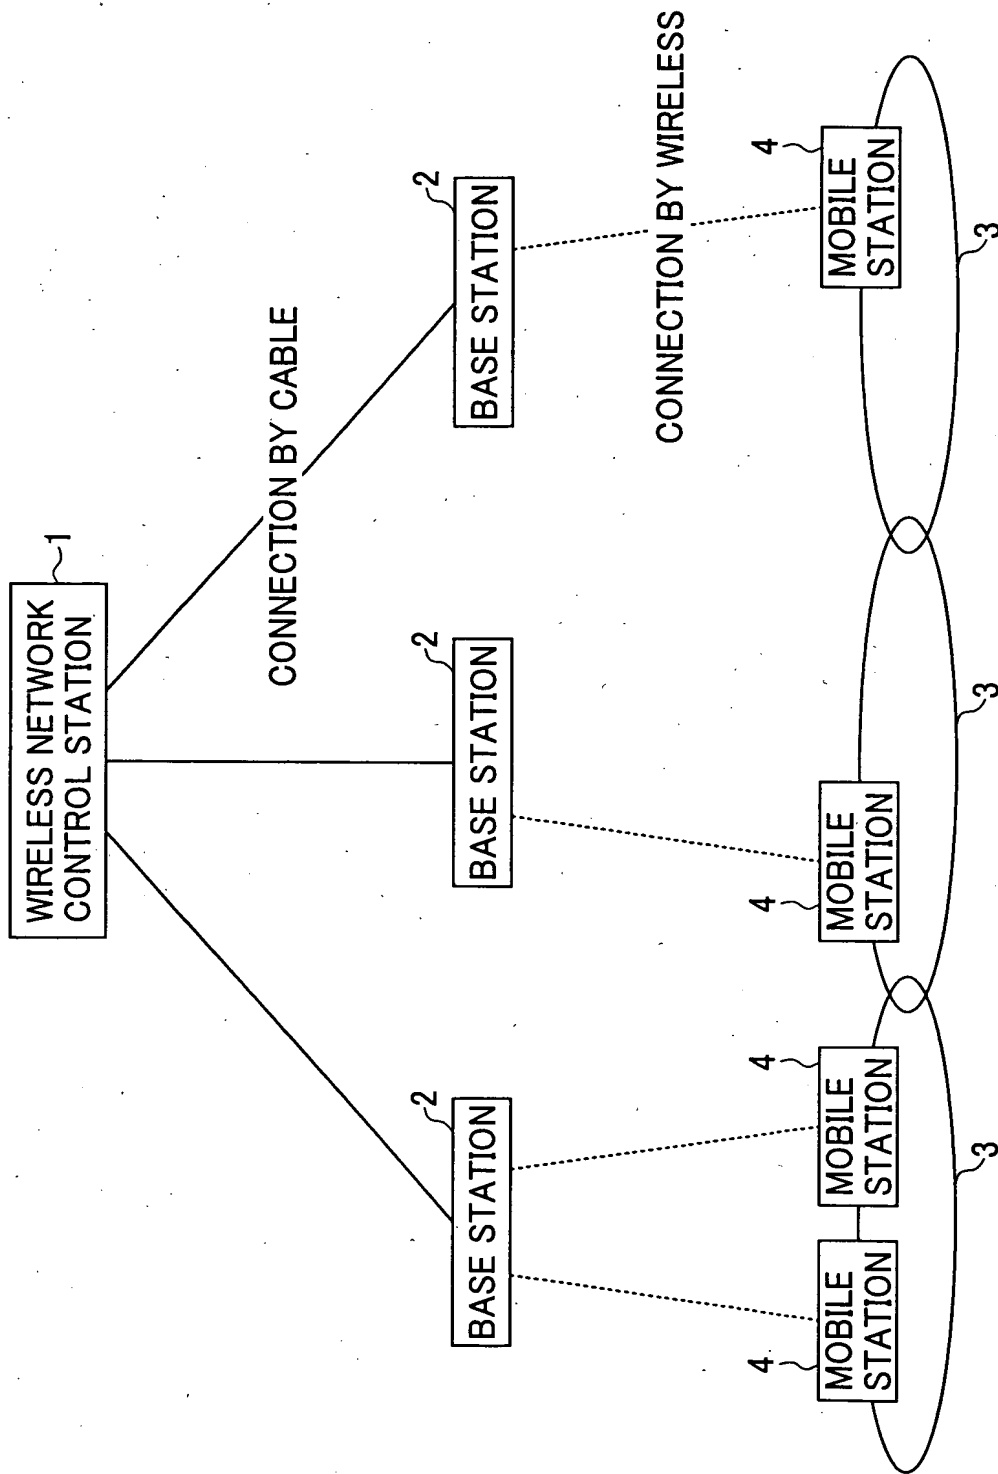 WIRELESS NETWORK
CONTROL STATION
1
CONNECTION BY CABLE
2
BASE STATION
2
BASE STATION
2
BASE STATION
CONNECTION BY WIRELESS
4
MOBILE
STATION
4
MOBILE
STATION
4
MOBILE
STATION
4
MOBILE
STATION
3
3
3